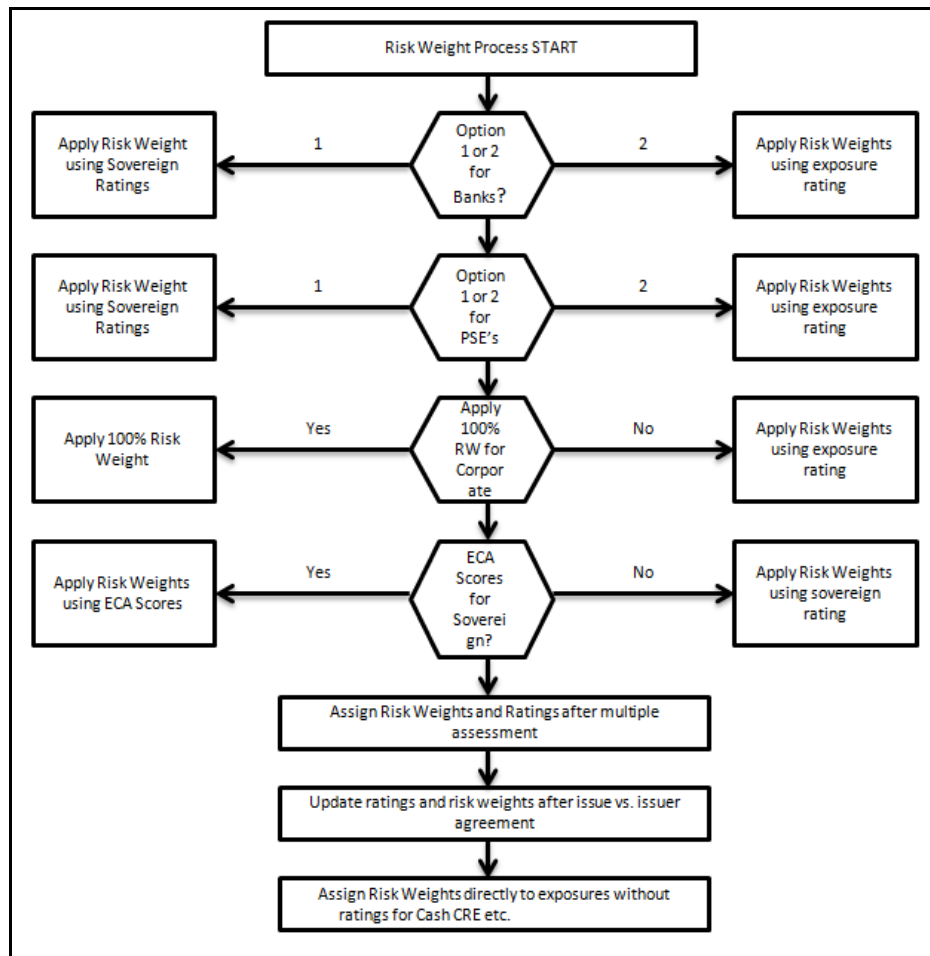 Risk Weight Process START
Option
1 or 2
for
Banks?
1
2
Apply Risk Weight
using Sovereign
Ratings
Apply Risk Weights
using exposure
rating
Option
1 or 2
for
PSE's
1
2
Apply Risk Weight
using Sovereign
Ratings
Apply Risk Weights
using exposure
rating
Apply
100%
RW for
Corpor
ate
Yes
No
Apply 100% Risk
Weight
Apply Risk Weights
using exposure
rating
ECA
Scores
for
Soverei
gn?
Yes
No
Apply Risk Weights
using ECA Scores
Apply Risk Weights
using sovereign
rating
Assign Risk Weights and Ratings after multiple
assessment
Update ratings and risk weights after issue vs. issuer
agreement
Assign Risk Weights directly to exposures without
ratings for Cash CRE etc.